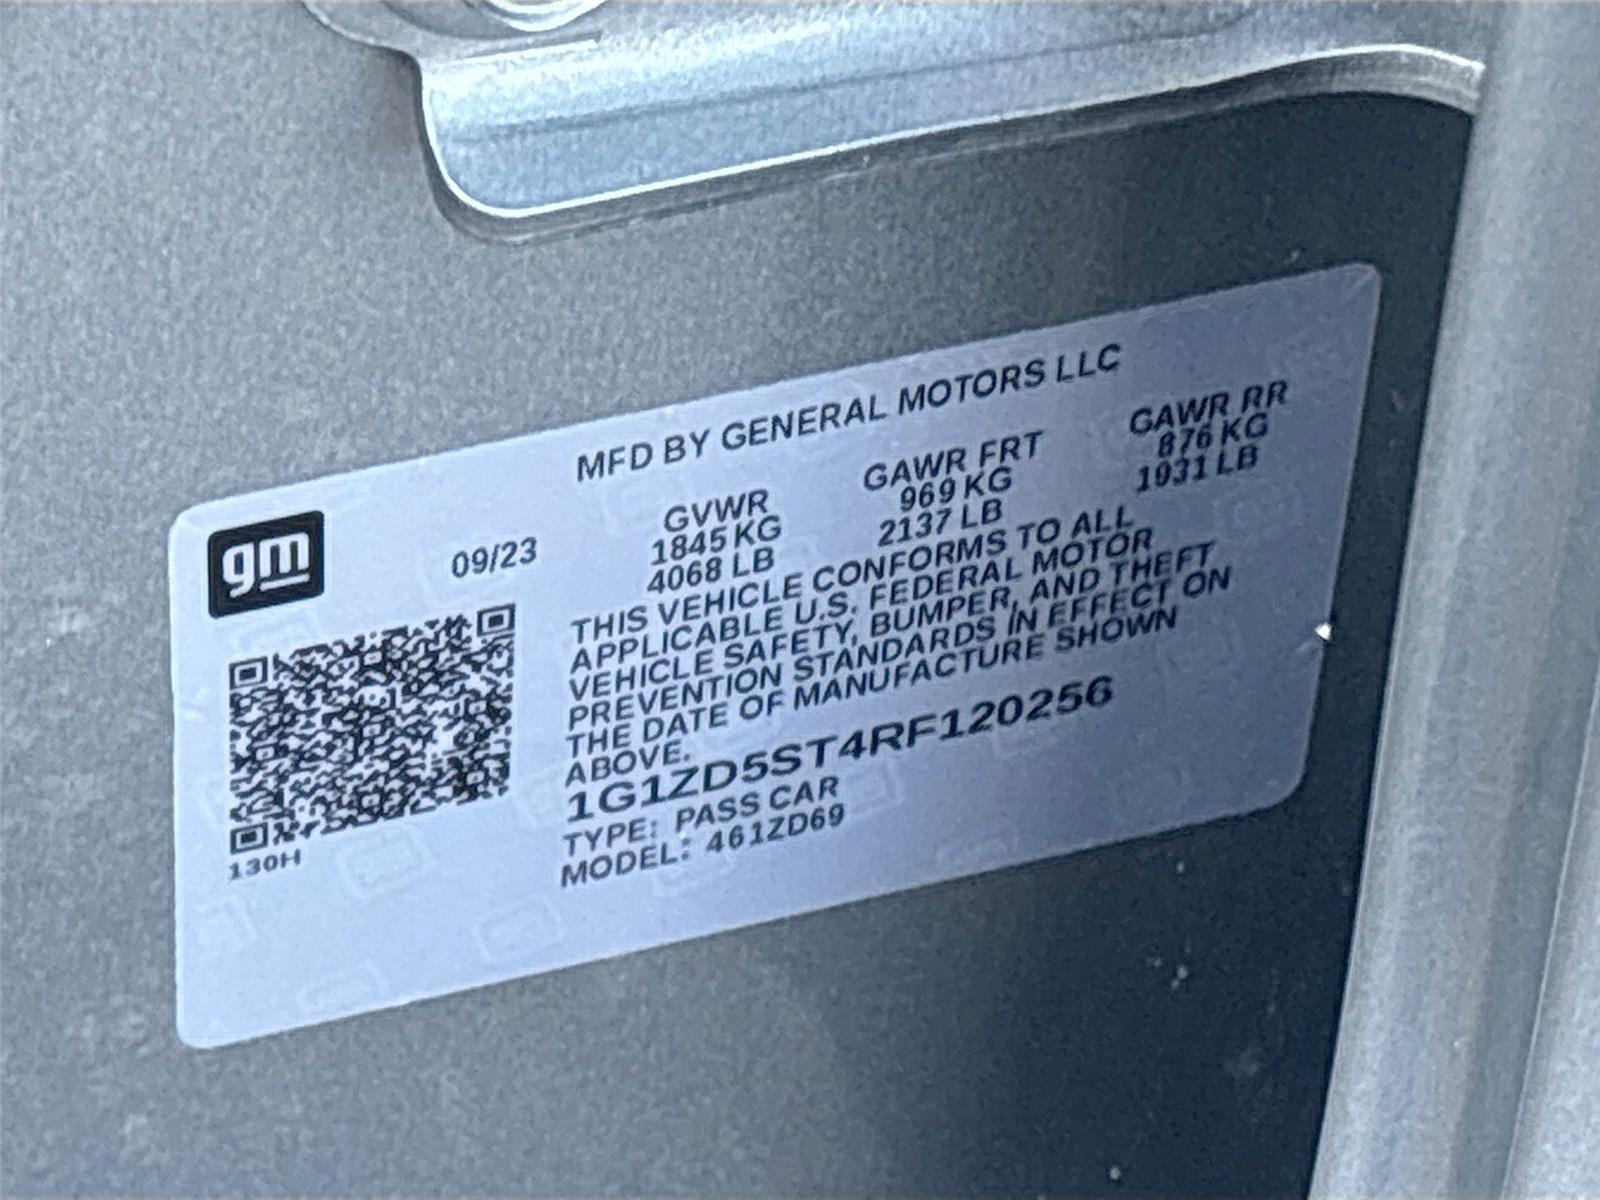 MFD BY GENERAL MOTORS LLC
gm
09/23
GVWR GAWR FRT GAWR RR
1845 KG 969 KG 876 KG
4068 LB 2137 LB 1931 LB
THIS VEHICLE CONFORMS TO ALL
APPLICABLE U.S. FEDERAL MOTOR
VEHICLE SAFETY, BUMPER, AND THEFT
PREVENTION STANDARDS IN EFFECT ON
THE DATE OF MANUFACTURE SHOWN
ABOVE.
1G1ZD5ST4RF120256
TYPE: PASS CAR
MODEL: 461ZD69
130H